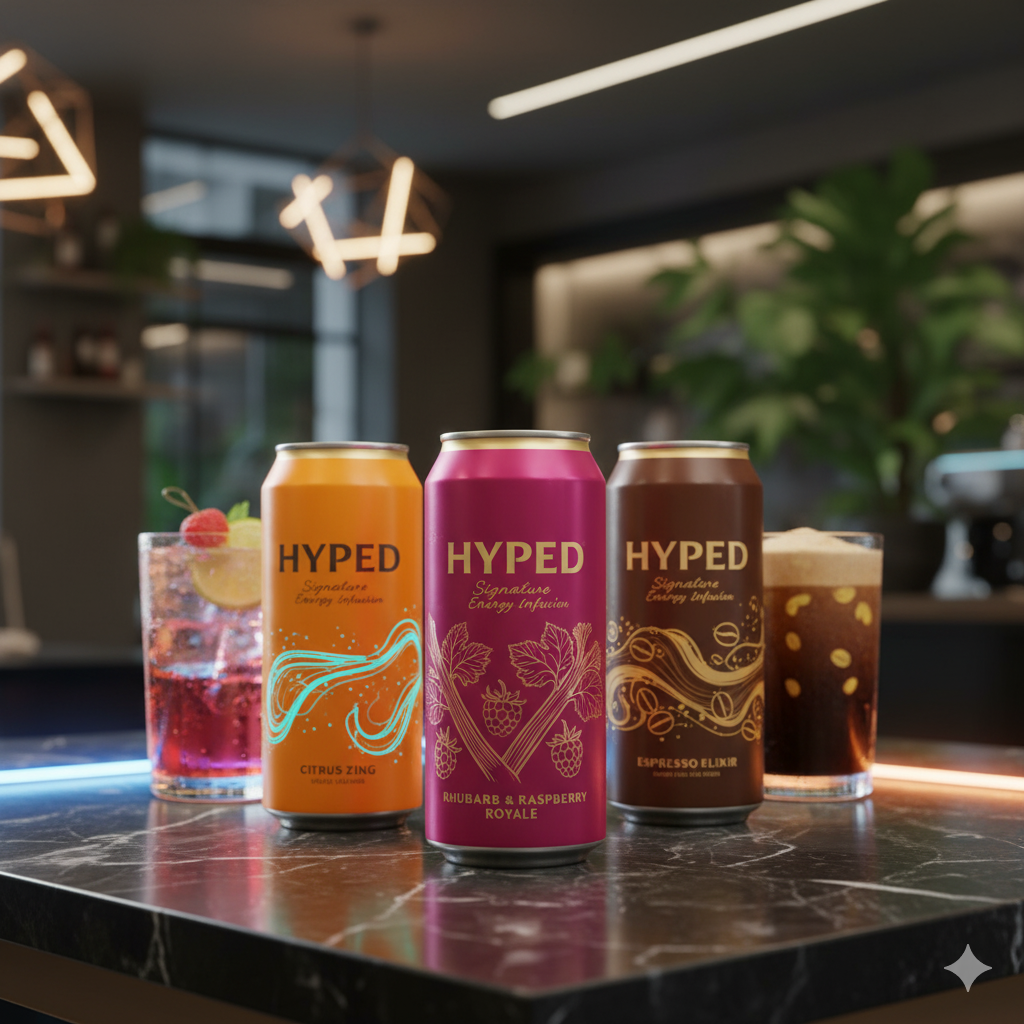 HYPED
Signature
Energy Infusion
CITRUS ZING
HYPED
Signature
Energy Infusion
RHUBARB & RASPBERRY
ROYALE
HYPED
Signature
Energy Infusion
ESPRESSO ELIXIR